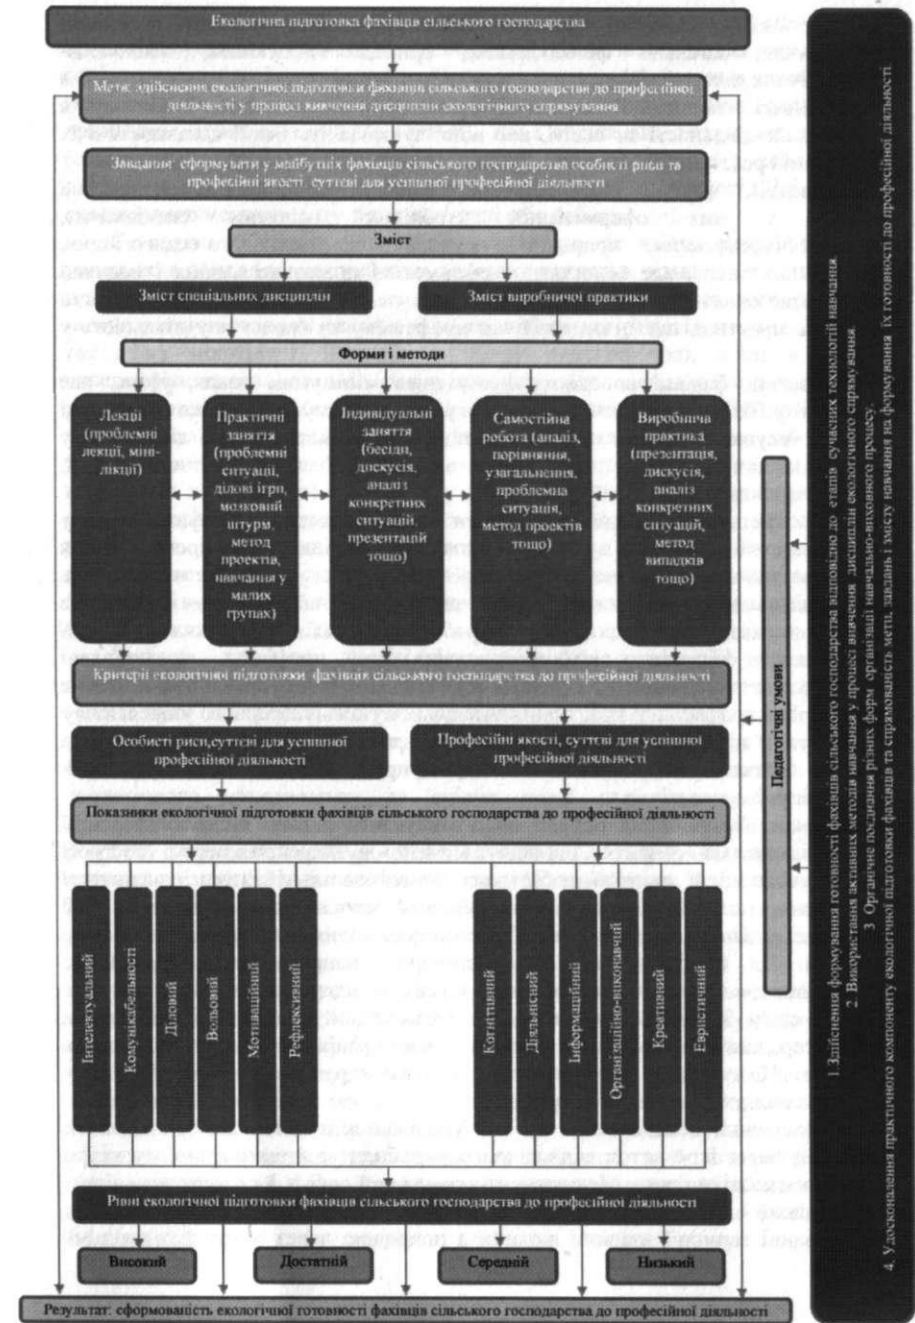 Екологічна підготовка фахівців сільського господарства
Мета: здійснення екологічної підготовки фахівців сільського господарства до професійної
діяльності у процесі вивчення дисциплін екологічного спрямування
Завдання: сформувати у майбутніх фахівців сільського господарства особисті риси та
професійні якості, суттєві для успішної професійної діяльності
Зміст
Зміст спеціальних дисциплін
Зміст виробничої практики
Форми і методи
Лекції
(проблемні
лекції, міні-
лікції)
Практичні
заняття
(проблемні
ситуації,
ділові ігри,
мозковий
штурм,
метод
проектів,
навчання у
малих
групах)
Индивідуальні
заняття
(бесіди,
дискусія,
аналіз
конкретних
ситуацій,
презентацій
тощо)
Самостійна
робота (аналіз,
порівняння,
узагальнення,
проблемна
ситуація,
метод проектів
тощо)
Виробнича
практика
(презентація,
дискусія,
аналіз
конкретних
ситуацій,
метод
випадків
тощо)
Критерії екологічної підготовки фахівців сільського господарства до професійної діяльності
Особисті риси,суттєві для успішної
професійної діяльності
Професійні якості, суттєві для успішної
професійної діяльності
Показники екологічної підготовки фахівців сільського господарства до професійної діяльності
Інтелектуальний
Комунікабельності
Діловий
Вольовий
Мотиваційний
Рефлексивний
Когнітивний
Діяльнісний
Інформаційний
Організаційно-виконавчий
Креативний
Евристичний
Рівні екологічної підготовки фахівців сільського господарства до професійної діяльності
Високий
Достатній
Середній
Низький
Результат: сформованість екологічної готовності фахівців сільського господарства до професійної діяльності
Педагогічні умови
1.Здійснення формування готовності фахівців сільського господарства відповідно до етапів сучасних технологій навчання.
2. Використання активних методів навчання у процесі вивчення дисциплін екологічного спрямування.
3 Органічне поєднання різних форм організації навчально-виховного процесу.
4. Удосконалення практичного компоненту екологічної підготовки фахівців та спрямованість мети, завдань і змісту навчання на формування їх готовності до професійної діяльності.